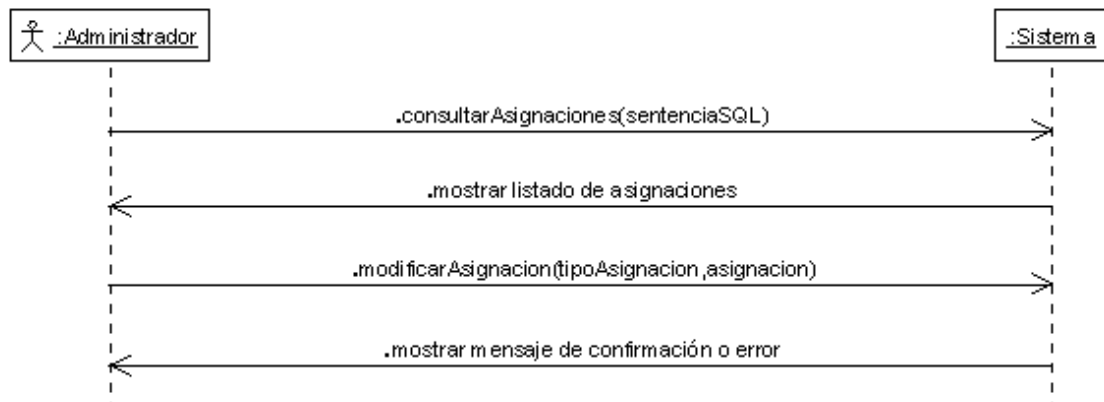 :Administrador
:Sistema
.consultarAsignaciones(sentenciaSQL)
.mostrar listado de asignaciones
.modificarAsignacion(tipoAsignacion,asignacion)
.mostrar mensaje de confirmación o error